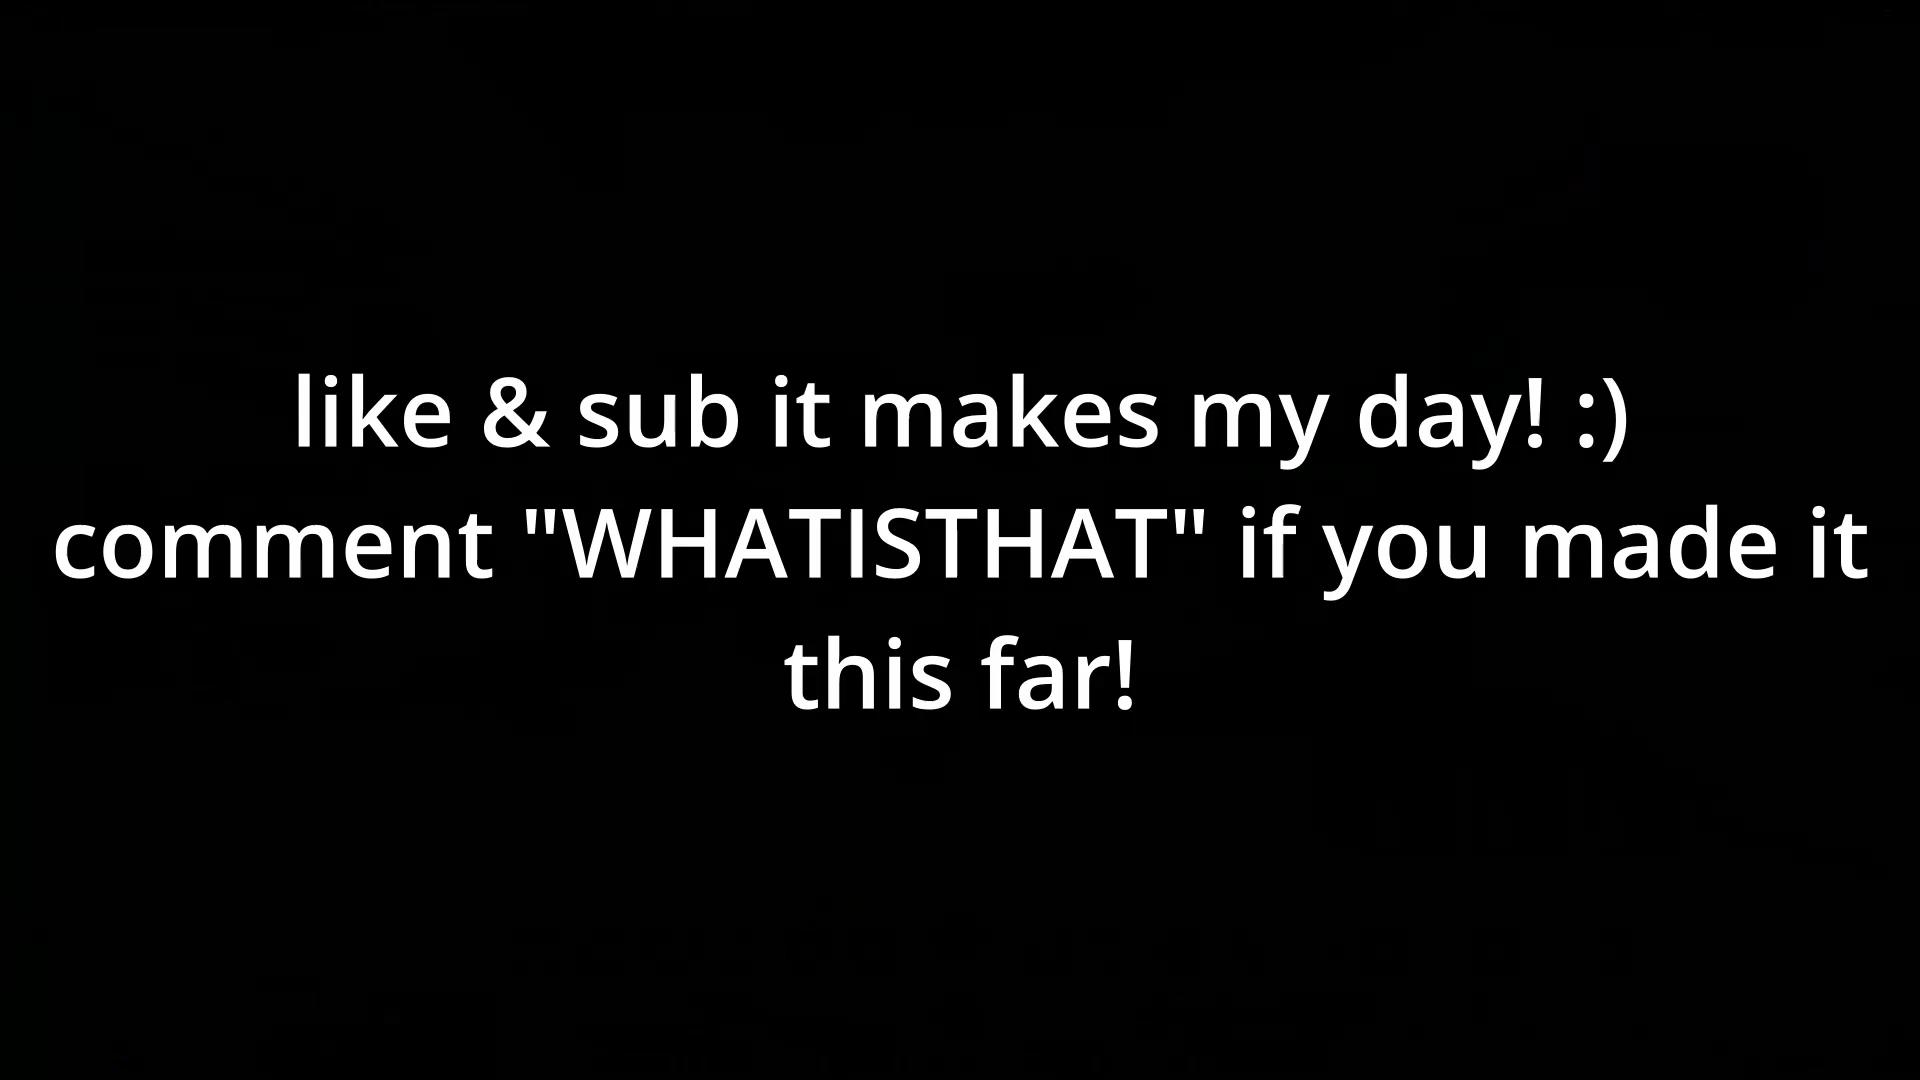 like & sub it makes my day! :)
comment "WHATISTHAT" if you made it
this far!